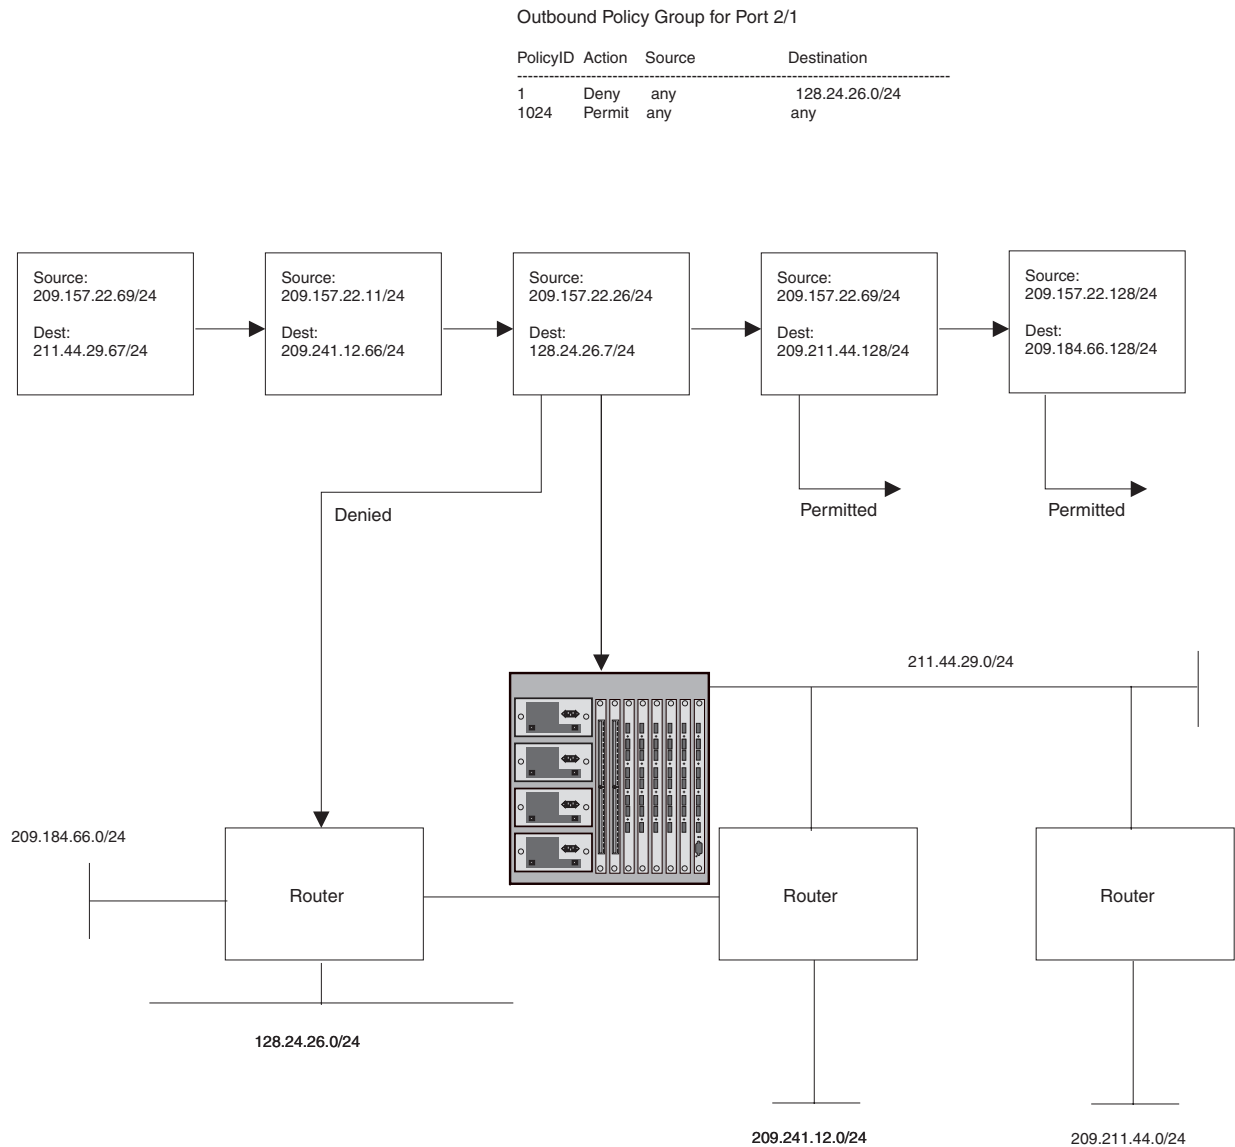 Outbound Policy Group for Port 2/1
PolicyID Action Source Destination
1 Deny any 128.24.26.0/24
1024 Permit any any
Source:
209.157.22.69/24
Dest:
211.44.29.67/24
Source:
209.157.22.11/24
Dest:
209.241.12.66/24
Source:
209.157.22.26/24
Dest:
128.24.26.7/24
Source:
209.157.22.69/24
Dest:
209.211.44.128/24
Source:
209.157.22.128/24
Dest:
209.184.66.128/24
Denied
Permitted
Permitted
211.44.29.0/24
209.184.66.0/24
Router
Router
Router
128.24.26.0/24
209.241.12.0/24
209.211.44.0/24